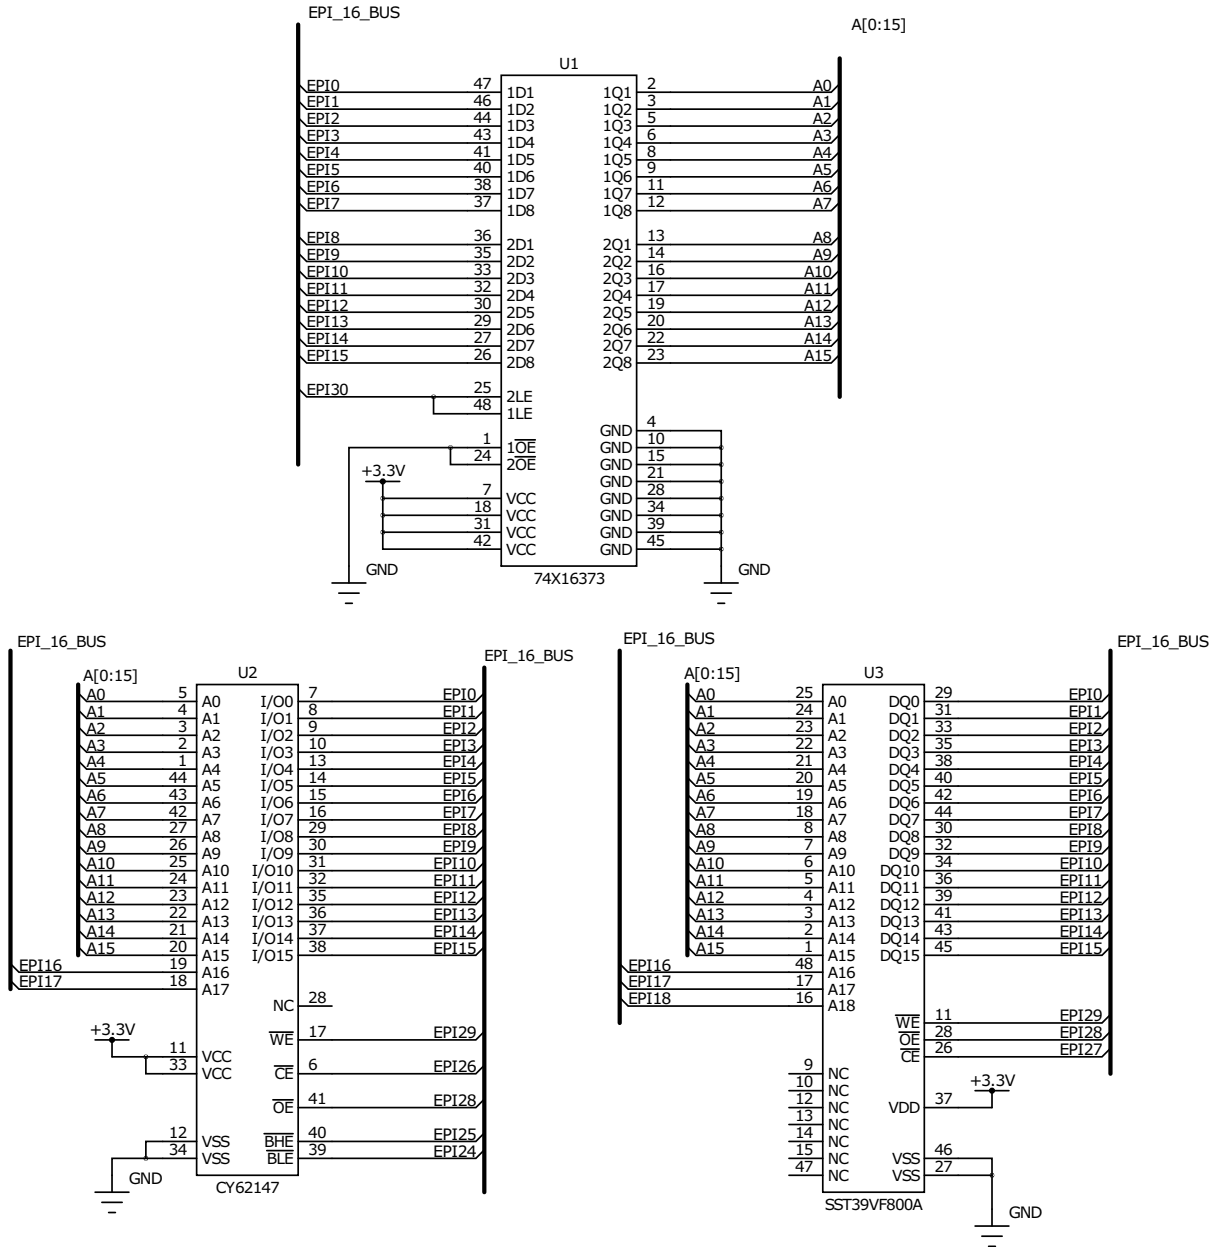 EPI_16_BUS
A[0:15]
U1
EPI0 47 1D1 1Q1 2 A0
EPI1 46 1D2 1Q2 3 A1
EPI2 44 1D3 1Q3 5 A2
EPI3 43 1D4 1Q4 6 A3
EPI4 41 1D5 1Q5 8 A4
EPI5 40 1D6 1Q6 9 A5
EPI6 38 1D7 1Q7 11 A6
EPI7 37 1D8 1Q8 12 A7
EPI8 36 2D1 2Q1 13 A8
EPI9 35 2D2 2Q2 14 A9
EPI10 33 2D3 2Q3 16 A10
EPI11 32 2D4 2Q4 17 A11
EPI12 30 2D5 2Q5 19 A12
EPI13 29 2D6 2Q6 20 A13
EPI14 27 2D7 2Q7 22 A14
EPI15 26 2D8 2Q8 23 A15
EPI30 25 2LE
48 1LE
GND 4
1 1OE GND 10
24 2OE GND 15
+3.3V
GND 21
7 VCC GND 28
18 VCC GND 34
31 VCC GND 39
42 VCC GND 45
GND
74X16373
GND
EPI_16_BUS
EPI_16_BUS
A[0:15]
U2
A0 5 A0 I/O0 7 EPI0
A1 4 A1 I/O1 8 EPI1
A2 3 A2 I/O2 9 EPI2
A3 2 A3 I/O3 10 EPI3
A4 1 A4 I/O4 13 EPI4
A5 44 A5 I/O5 14 EPI5
A6 43 A6 I/O6 15 EPI6
A7 42 A7 I/O7 16 EPI7
A8 27 A8 I/O8 29 EPI8
A9 26 A9 I/O9 30 EPI9
A10 25 A10 I/O10 31 EPI10
A11 24 A11 I/O11 32 EPI11
A12 23 A12 I/O12 35 EPI12
A13 22 A13 I/O13 36 EPI13
A14 21 A14 I/O14 37 EPI14
A15 20 A15 I/O15 38 EPI15
EPI16 19 A16
EPI17 18 A17
NC 28
+3.3V
WE 17 EPI29
11 VCC
33 VCC CE 6 EPI26
OE 41 EPI28
12 VSS BHE 40 EPI25
34 VSS BLE 39 EPI24
GND
CY62147
EPI_16_BUS
EPI_16_BUS
A[0:15]
U3
A0 25 A0 DQ0 29 EPI0
A1 24 A1 DQ1 31 EPI1
A2 23 A2 DQ2 33 EPI2
A3 22 A3 DQ3 35 EPI3
A4 21 A4 DQ4 38 EPI4
A5 20 A5 DQ5 40 EPI5
A6 19 A6 DQ6 42 EPI6
A7 18 A7 DQ7 44 EPI7
A8 8 A8 DQ8 30 EPI8
A9 7 A9 DQ9 32 EPI9
A10 6 A10 DQ10 34 EPI10
A11 5 A11 DQ11 36 EPI11
A12 4 A12 DQ12 39 EPI12
A13 3 A13 DQ13 41 EPI13
A14 2 A14 DQ14 43 EPI14
A15 1 A15 DQ15 45 EPI15
EPI16 48 A16
EPI17 17 A17
EPI18 16 A18
WE 11 EPI29
OE 28 EPI28
CE 26 EPI27
9 NC
10 NC
+3.3V
12 NC VDD 37
13 NC
14 NC
15 NC VSS 46
47 NC VSS 27
SST39VF800A
GND